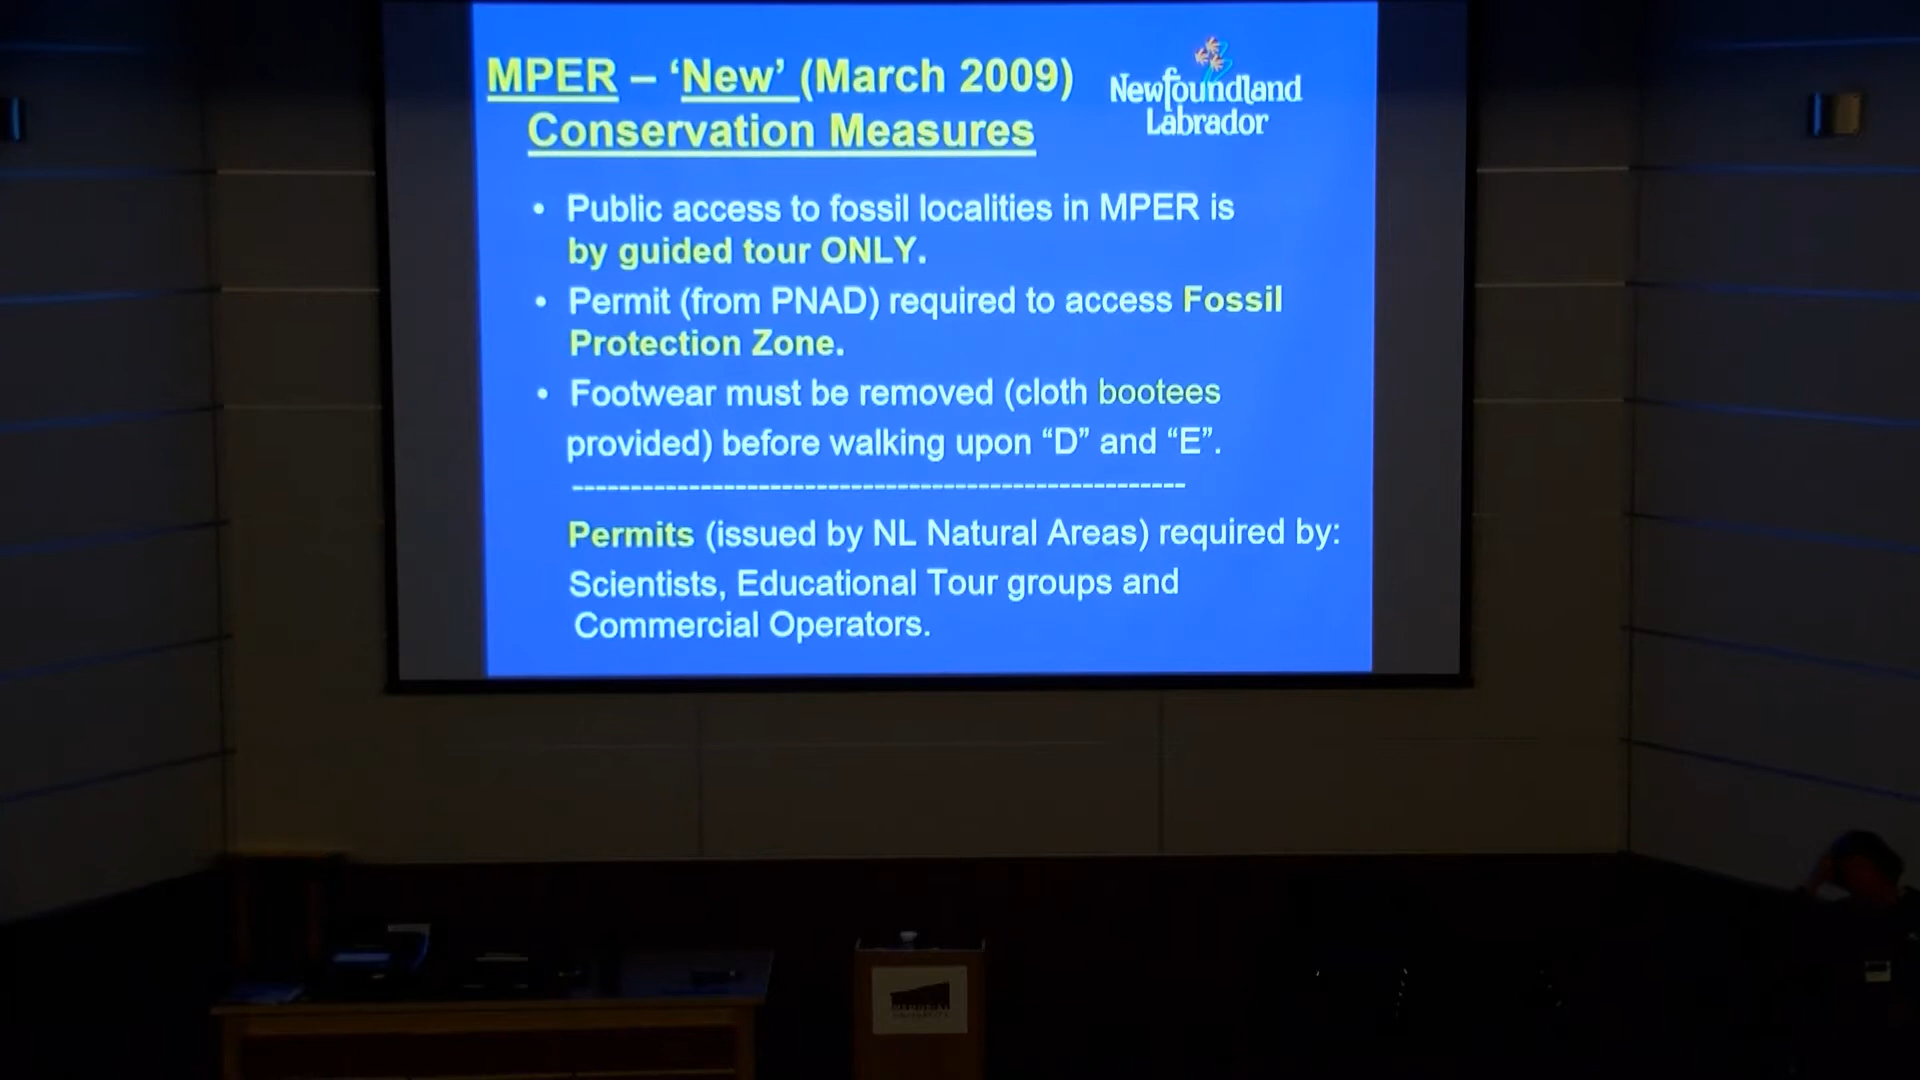 MPER – ‘New’ (March 2009)
Conservation Measures
Newfoundland
Labrador
• Public access to fossil localities in MPER is
by guided tour ONLY.
• Permit (from PNAD) required to access Fossil
Protection Zone.
• Footwear must be removed (cloth bootees
provided) before walking upon “D” and “E”.
-----------------------------------------------------
Permits (issued by NL Natural Areas) required by:
Scientists, Educational Tour groups and
Commercial Operators.